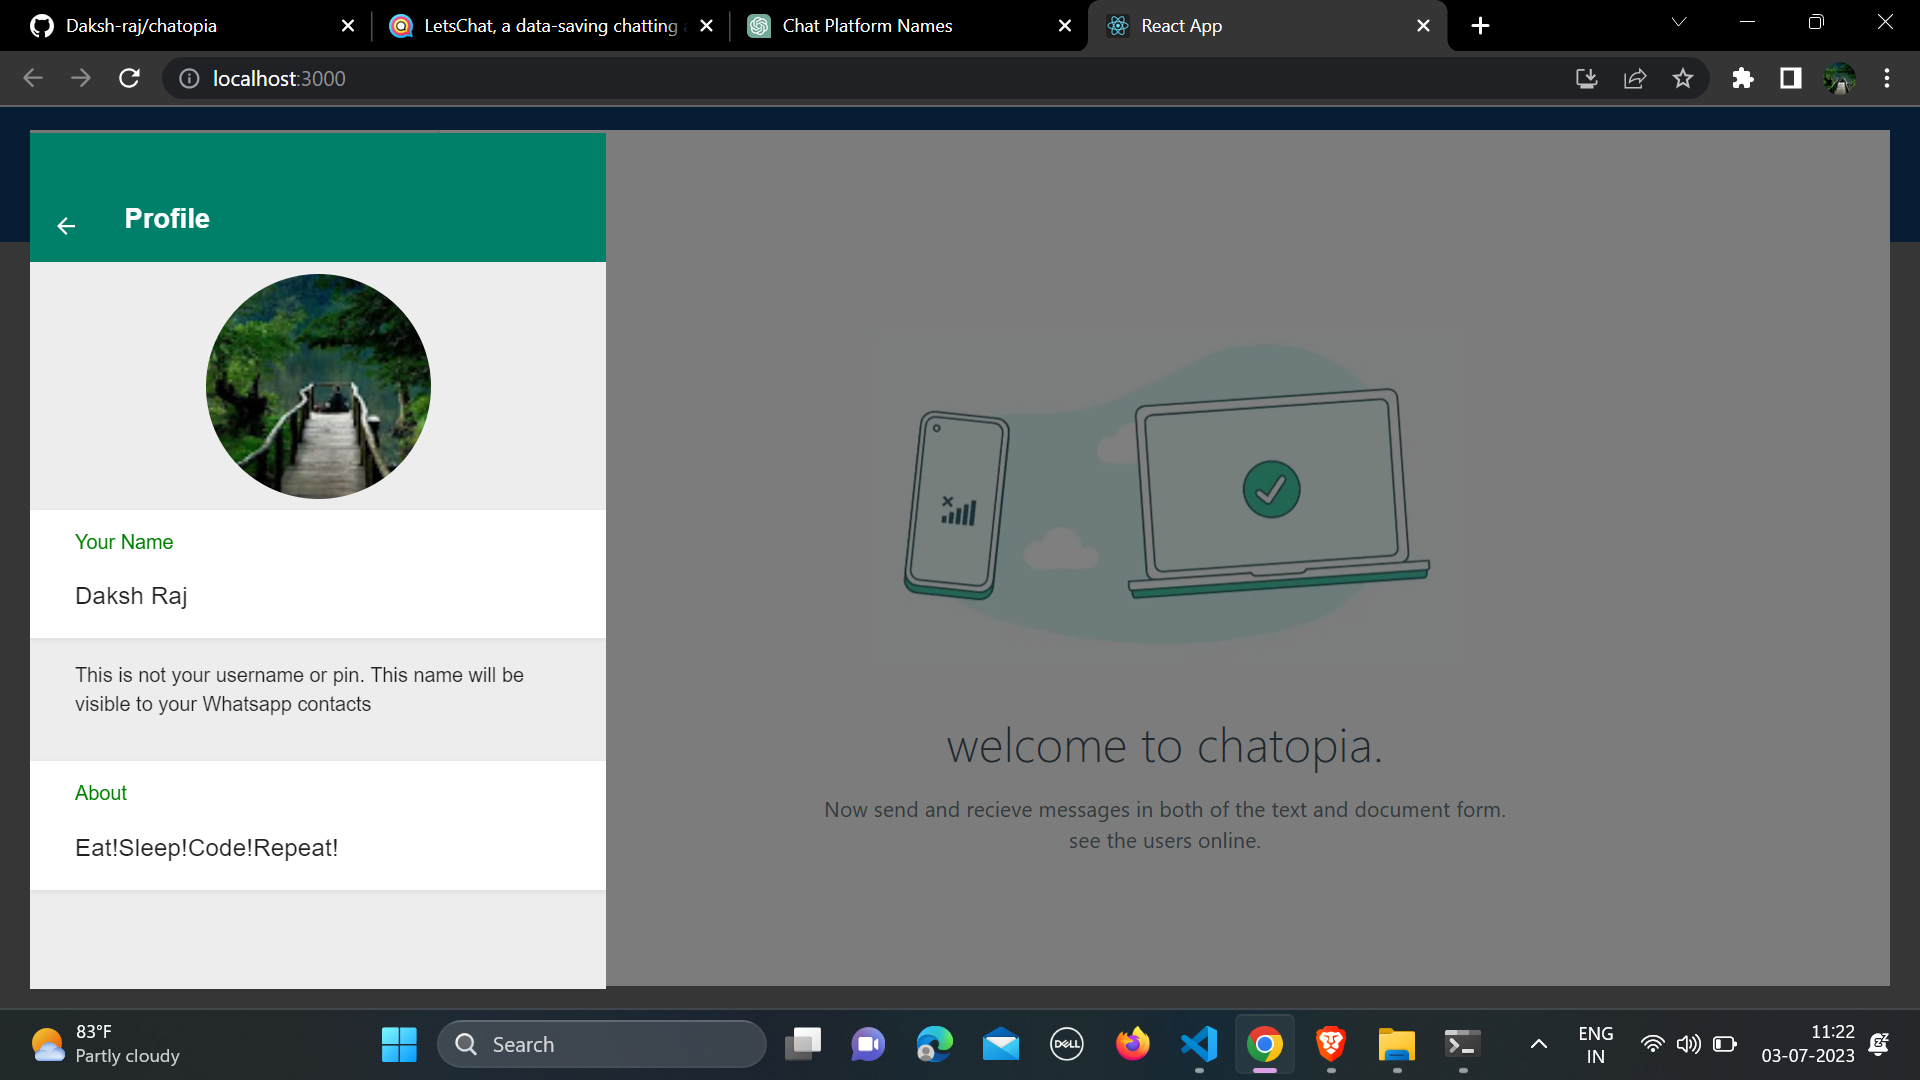 Daksh-raj/chatopia
LetsChat, a data-saving chatting
Chat Platform Names
React App
localhost:3000
Profile
Your Name
Daksh Raj
This is not your username or pin. This name will be
visible to your Whatsapp contacts
About
Eat!Sleep!Code!Repeat!
welcome to chatopia.
Now send and recieve messages in both of the text and document form.
see the users online.
83°F
Partly cloudy
Search
DELL
ENG
IN
11:22
03-07-2023